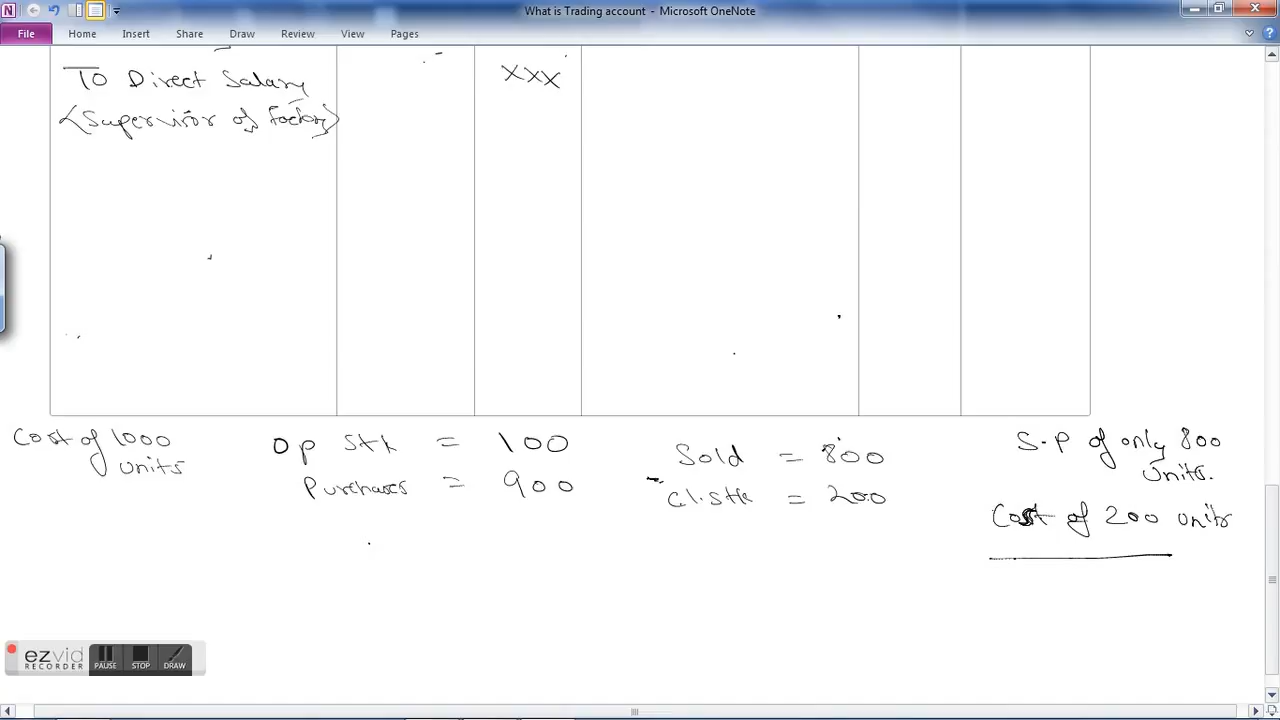 What is Trading account - Microsoft OneNote
File Home Insert Share Draw Review View Pages
To Direct Salary XXX
(Supervisor of Factory)
Cost of 1000
units
Op Stk = 100
Purchases = 900
Sold = 800
Cl. Stk = 200
S.P of only 800
Units.
Cost of 200 units
ezvid
RECORDER
PAUSE STOP DRAW